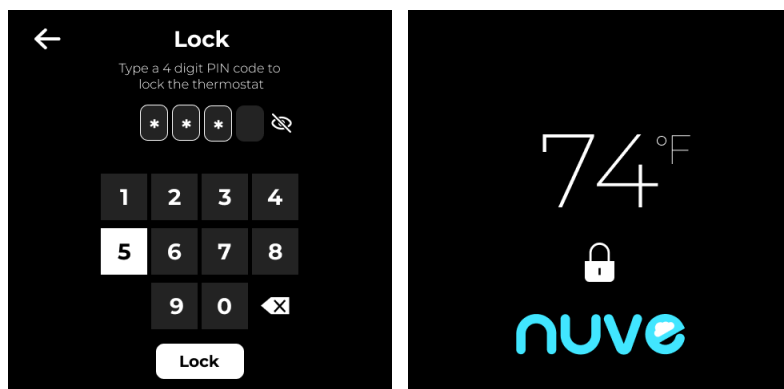 Lock
Type a 4 digit PIN code to
lock the thermostat
* * *
1 2 3 4
5 6 7 8
9 0
Lock
74°F
nuve